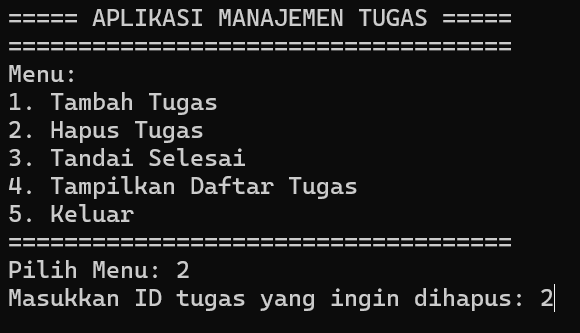 ===== APLIKASI MANAJEMEN TUGAS =====
====================================
Menu:
1. Tambah Tugas
2. Hapus Tugas
3. Tandai Selesai
4. Tampilkan Daftar Tugas
5. Keluar
====================================
Pilih Menu: 2
Masukkan ID tugas yang ingin dihapus: 2